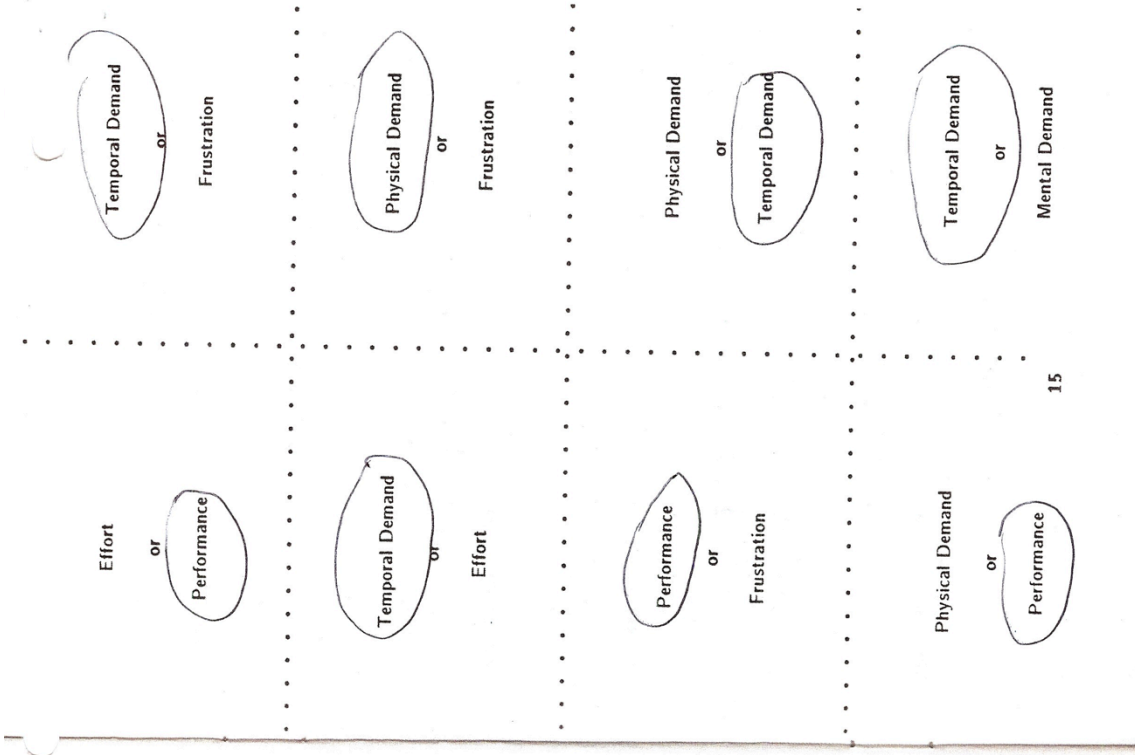 Effort
or
Performance
Temporal Demand
or
Frustration
Temporal Demand
or
Effort
Physical Demand
or
Frustration
Performance
or
Frustration
Physical Demand
or
Temporal Demand
Physical Demand
or
Performance
Temporal Demand
or
Mental Demand
15